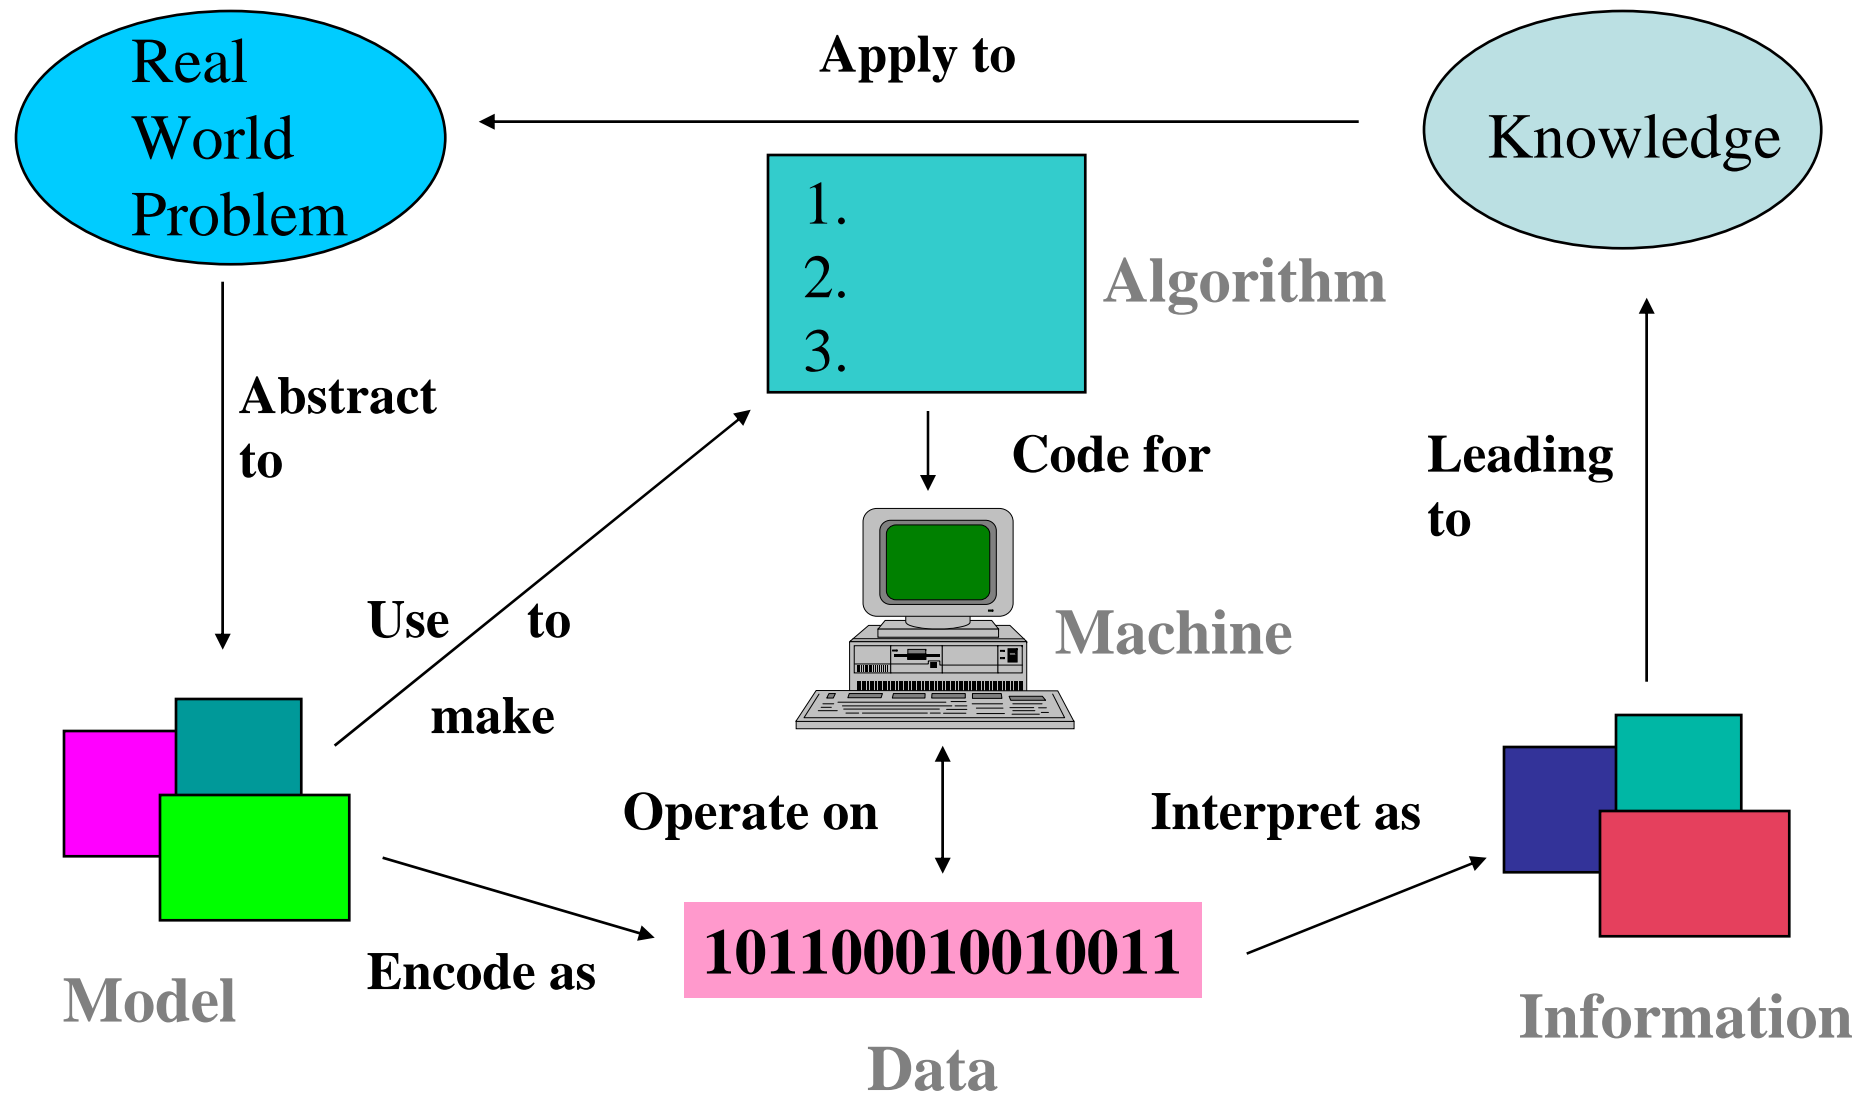 Real
World
Problem
Apply to
Knowledge
1.
2.
3.
Algorithm
Abstract
to
Code for
Leading
to
Use to
make
Machine
Operate on
Interpret as
101100010010011
Encode as
Model
Information
Data